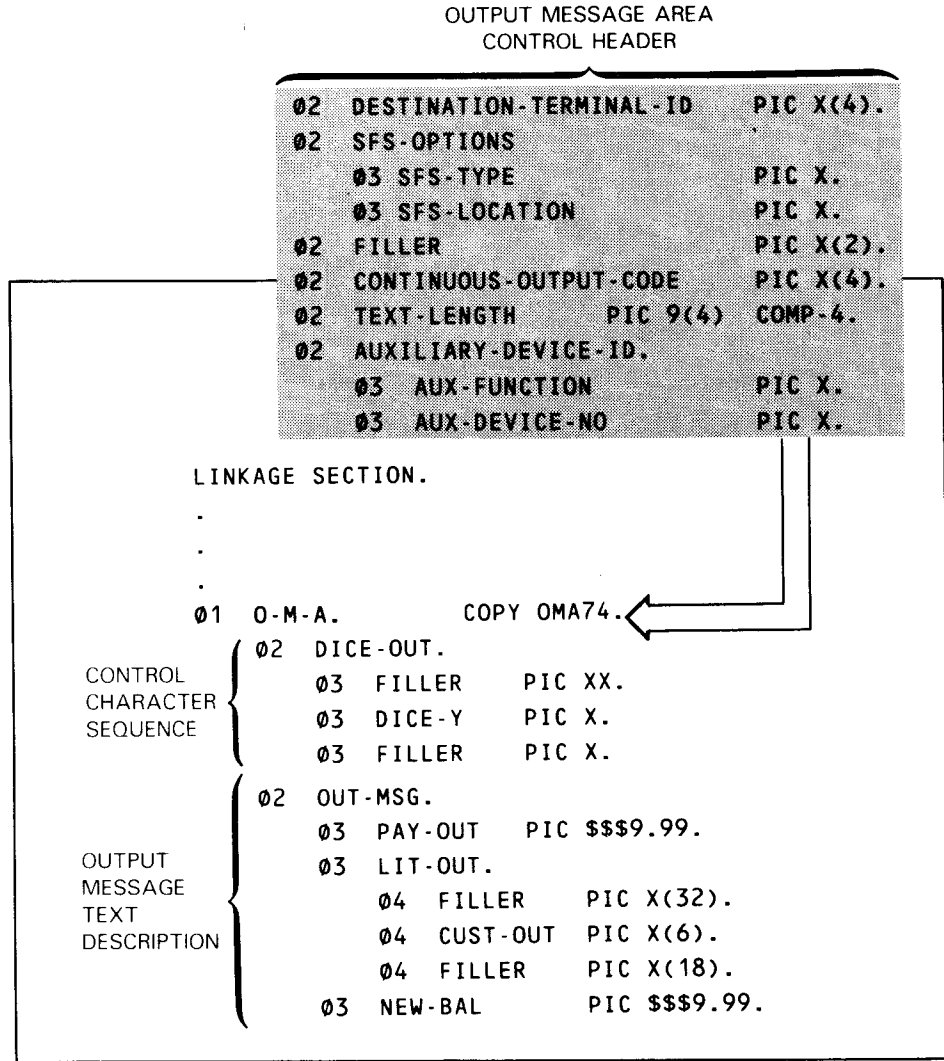 OUTPUT MESSAGE AREA
CONTROL HEADER
02 DESTINATION-TERMINAL-ID PIC X(4).
02 SFS-OPTIONS
03 SFS-TYPE PIC X.
03 SFS-LOCATION PIC X.
02 FILLER PIC X(2).
02 CONTINUOUS-OUTPUT-CODE PIC X(4).
02 TEXT-LENGTH PIC 9(4) COMP-4.
02 AUXILIARY-DEVICE-ID.
03 AUX-FUNCTION PIC X.
03 AUX-DEVICE-NO PIC X.
LINKAGE SECTION.
.
.
.
01 O-M-A. COPY OMA74.
CONTROL
CHARACTER
SEQUENCE
02 DICE-OUT.
03 FILLER PIC XX.
03 DICE-Y PIC X.
03 FILLER PIC X.
OUTPUT
MESSAGE
TEXT
DESCRIPTION
02 OUT-MSG.
03 PAY-OUT PIC $$$9.99.
03 LIT-OUT.
04 FILLER PIC X(32).
04 CUST-OUT PIC X(6).
04 FILLER PIC X(18).
03 NEW-BAL PIC $$$9.99.